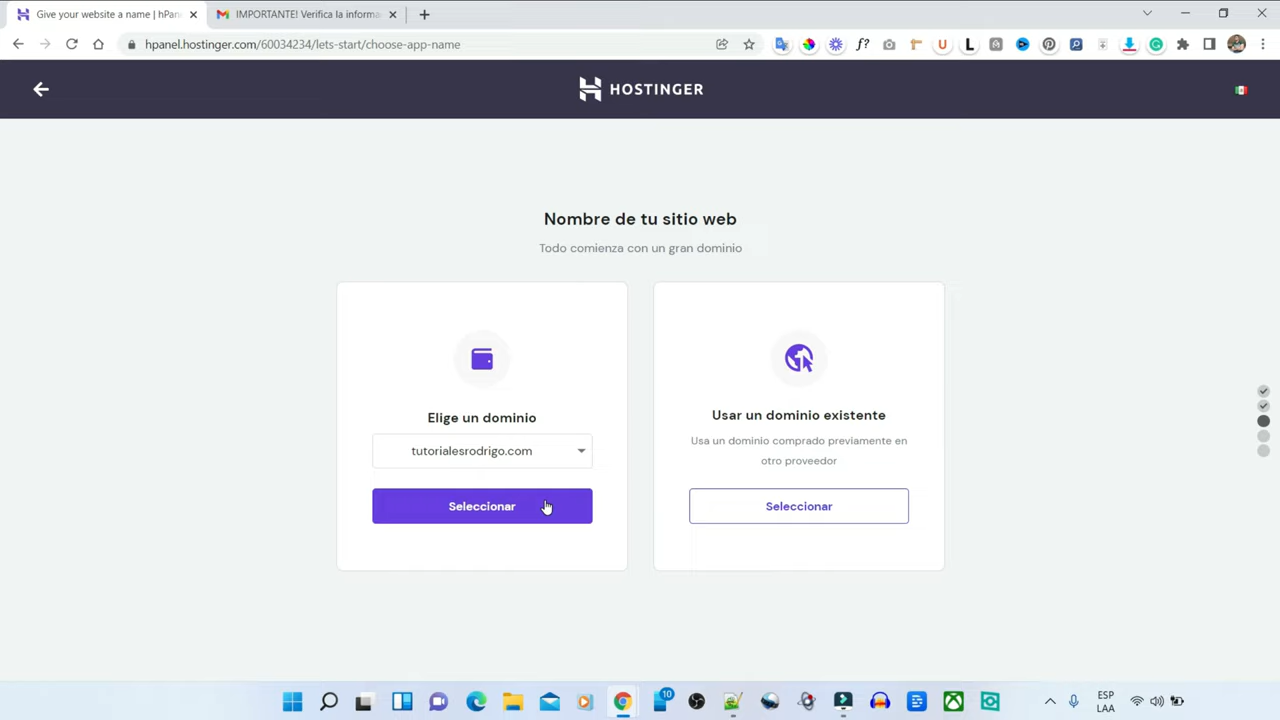 Give your website a name | hPan
IMPORTANTE! Verifica la informa
hpanel.hostinger.com/60034234/lets-start/choose-app-name
HOSTINGER
Nombre de tu sitio web
Todo comienza con un gran dominio
Elige un dominio
tutorialesrodrigo.com
Seleccionar
Usar un dominio existente
Usa un dominio comprado previamente en
otro proveedor
Seleccionar
10
ESP
LAA